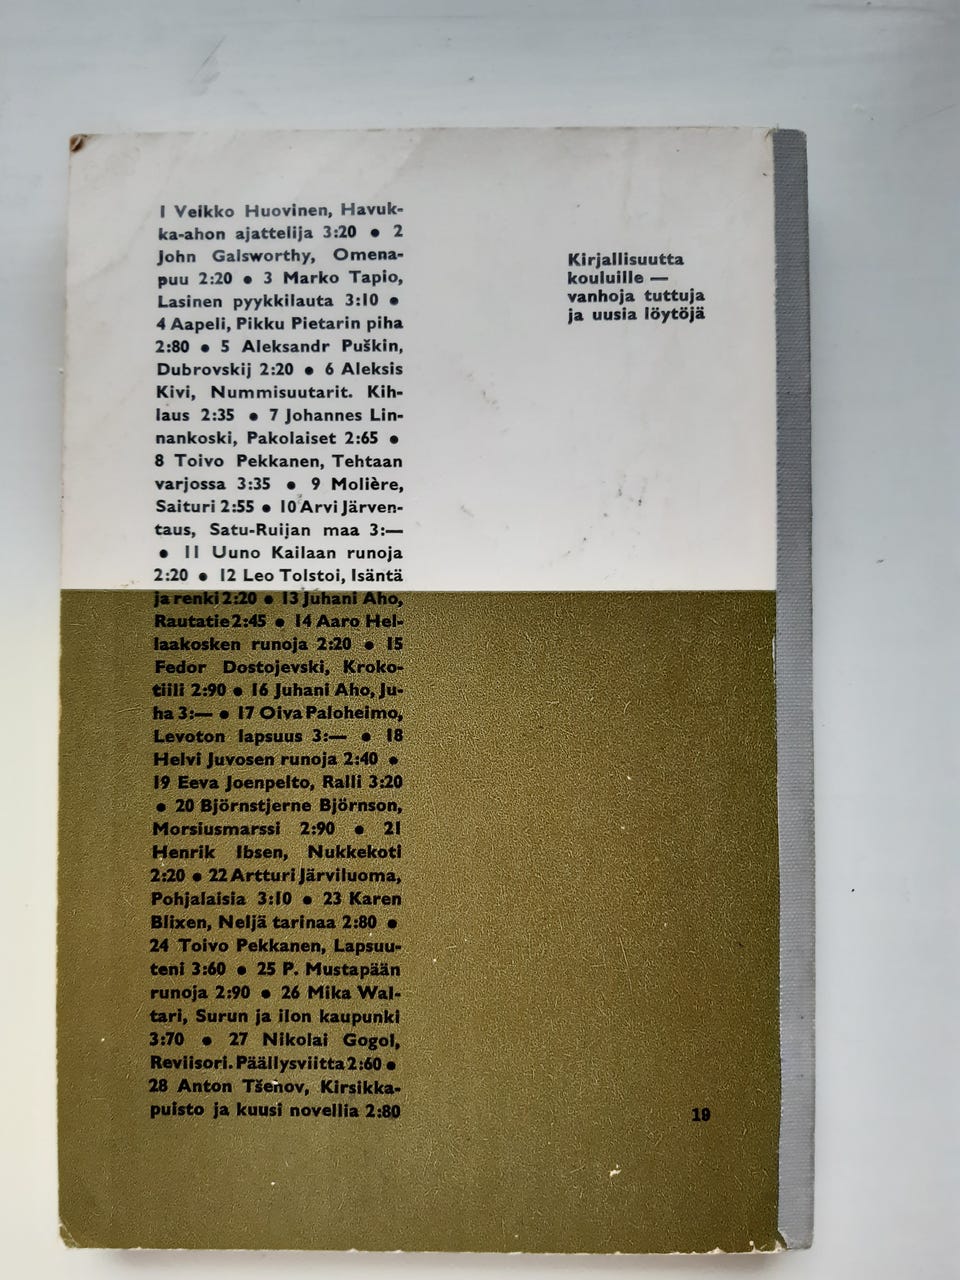 1 Veikko Huovinen, Havuk-
ka-ahon ajattelija 3:20 ● 2
John Galsworthy, Omena-
puu 2:20 ● 3 Marko Tapio,
Lasinen pyykkilauta 3:10 ●
4 Aapeli, Pikku Pietarin piha
2:80 ● 5 Aleksandr Puškin,
Dubrovskij 2:20 ● 6 Aleksis
Kivi, Nummisuutarit. Kih-
laus 2:35 ● 7 Johannes Lin-
nankoski, Pakolaiset 2:65 ●
8 Toivo Pekkanen, Tehtaan
varjossa 3:35 ● 9 Molière,
Saituri 2:55 ● 10 Arvi Järven-
taus, Satu-Ruijan maa 3:—
● 11 Uuno Kailaan runoja
2:20 ● 12 Leo Tolstoi, Isäntä
ja renki 2:20 ● 13 Juhani Aho,
Rautatie 2:45 ● 14 Aaro Hel-
laakosken runoja 2:20 ● 15
Fedor Dostojevski, Kroko-
tiili 2:90 ● 16 Juhani Aho, Ju-
ha 3:— ● 17 Oiva Paloheimo,
Levoton lapsuus 3:— ● 18
Helvi Juvosen runoja 2:40 ●
19 Eeva Joenpelto, Ralli 3:20
● 20 Björnstjerne Björnson,
Morsiusmarssi 2:90 ● 21
Henrik Ibsen, Nukkekoti
2:20 ● 22 Artturi Järviluoma,
Pohjalaisia 3:10 ● 23 Karen
Blixen, Neljä tarinaa 2:80 ●
24 Toivo Pekkanen, Lapsuu-
teni 3:60 ● 25 P. Mustapään
runoja 2:90 ● 26 Mika Wal-
tari, Surun ja ilon kaupunki
3:70 ● 27 Nikolai Gogol,
Reviisori. Päällysviitta 2:60 ●
28 Anton Tšehov, Kirsikka-
puisto ja kuusi novellia 2:80
Kirjallisuutta
kouluille —
vanhoja tuttuja
ja uusia löytöjä
19